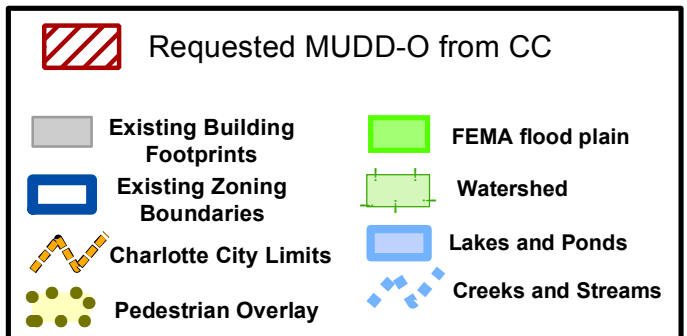 Requested MUDD-O from CC
Existing Building
Footprints
Existing Zoning
Boundaries
Charlotte City Limits
Pedestrian Overlay
FEMA flood plain
Watershed
Lakes and Ponds
Creeks and Streams